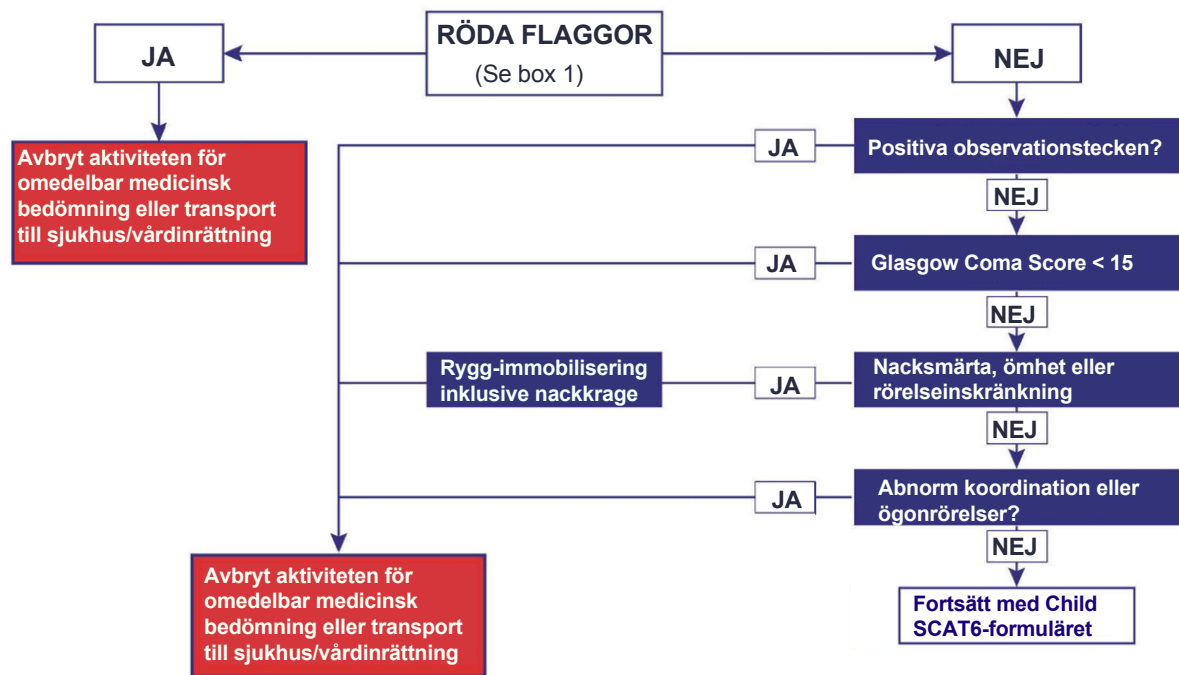 RÖDA FLAGGOR
(Se box 1)
JA
NEJ
Avbryt aktiviteten för
omedelbar medicinsk
bedömning eller transport
till sjukhus/vårdinrättning
JA
Positiva observationstecken?
NEJ
JA
Glasgow Coma Score < 15
NEJ
Rygg-immobilisering
inklusive nackkrage
JA
Nacksmärta, ömhet eller
rörelseinskränkning
NEJ
JA
Abnorm koordination eller
ögonrörelser?
NEJ
Avbryt aktiviteten för
omedelbar medicinsk
bedömning eller transport
till sjukhus/vårdinrättning
Fortsätt med Child
SCAT6-formuläret